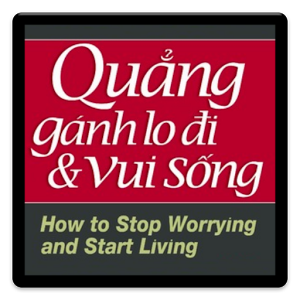 Quẳng
gánh lo đi
& Vui Sống
How to Stop Worrying
and Start Living